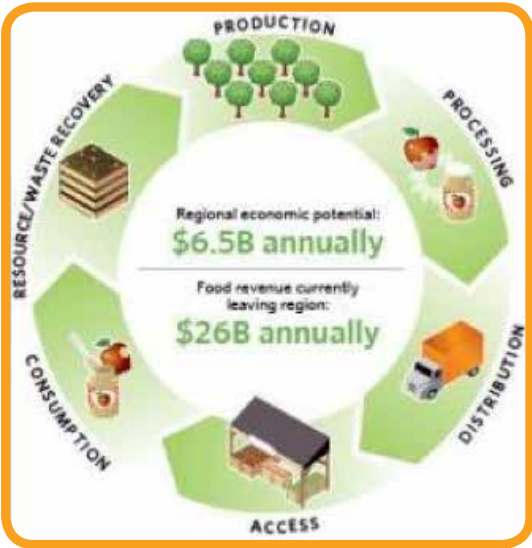 PRODUCTION
PROCESSING
DISTRIBUTION
ACCESS
CONSUMPTION
RESOURCE/WASTE RECOVERY
Regional economic potential:
$6.5B annually
Food revenue currently
leaving region:
$26B annually